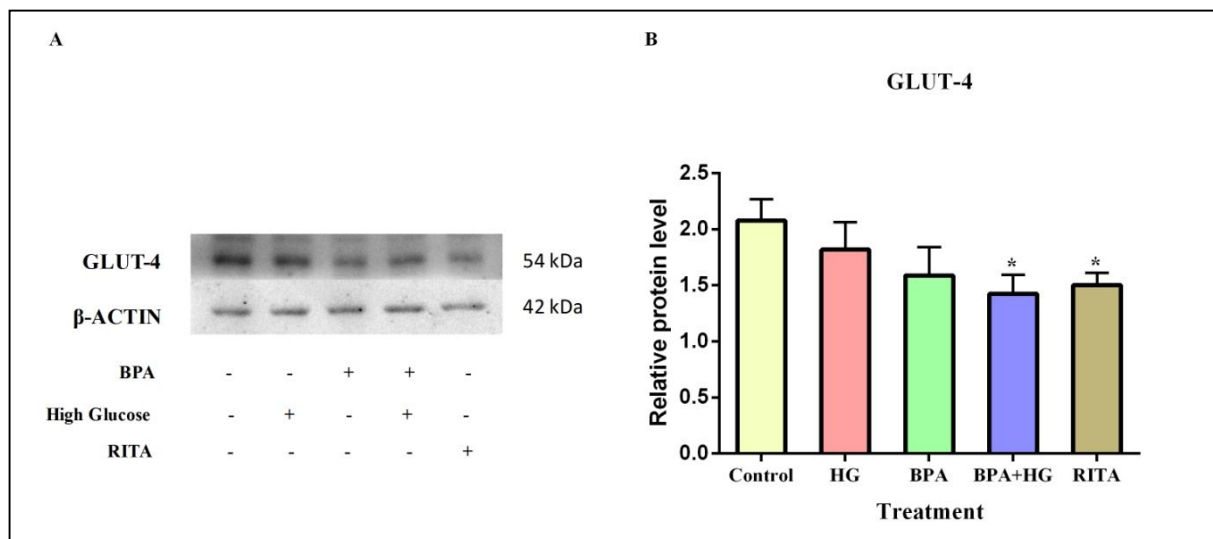 A
GLUT-4 54 kDa
β-ACTIN 42 kDa
BPA - - + + -
High Glucose - + - + -
RITA - - - - +
B
GLUT-4
Relative protein level
2.5
2.0
1.5
1.0
0.5
0.0
* *
Control HG BPA BPA+HG RITA
Treatment